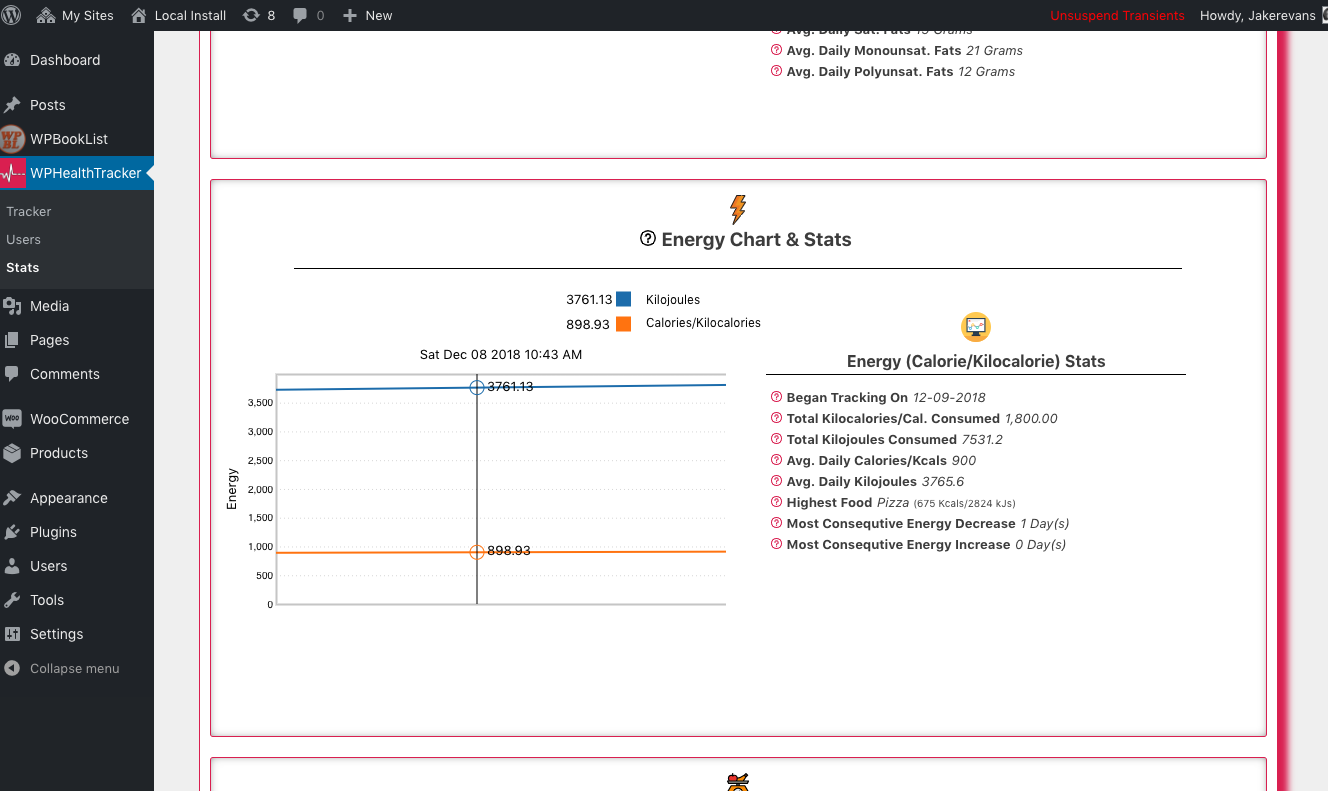 My Sites Local Install 8 0 New Unsuspend Transients Howdy, Jakerevans
Dashboard
Posts
WPBookList
WPHealthTracker
Tracker
Users
Stats
Media
Pages
Comments
WooCommerce
Products
Appearance
Plugins
Users
Tools
Settings
Collapse menu
Avg. Daily Sat. Fats 15 Grams
Avg. Daily Monounsat. Fats 21 Grams
Avg. Daily Polyunsat. Fats 12 Grams
Energy Chart & Stats
3761.13 Kilojoules
898.93 Calories/Kilocalories
Sat Dec 08 2018 10:43 AM
3761.13
3,500
3,000
2,500
2,000
1,500
1,000
898.93
500
0
Energy
Energy (Calorie/Kilocalorie) Stats
Began Tracking On 12-09-2018
Total Kilocalories/Cal. Consumed 1,800.00
Total Kilojoules Consumed 7531.2
Avg. Daily Calories/Kcals 900
Avg. Daily Kilojoules 3765.6
Highest Food Pizza (675 Kcals/2824 kJs)
Most Consequtive Energy Decrease 1 Day(s)
Most Consequtive Energy Increase 0 Day(s)